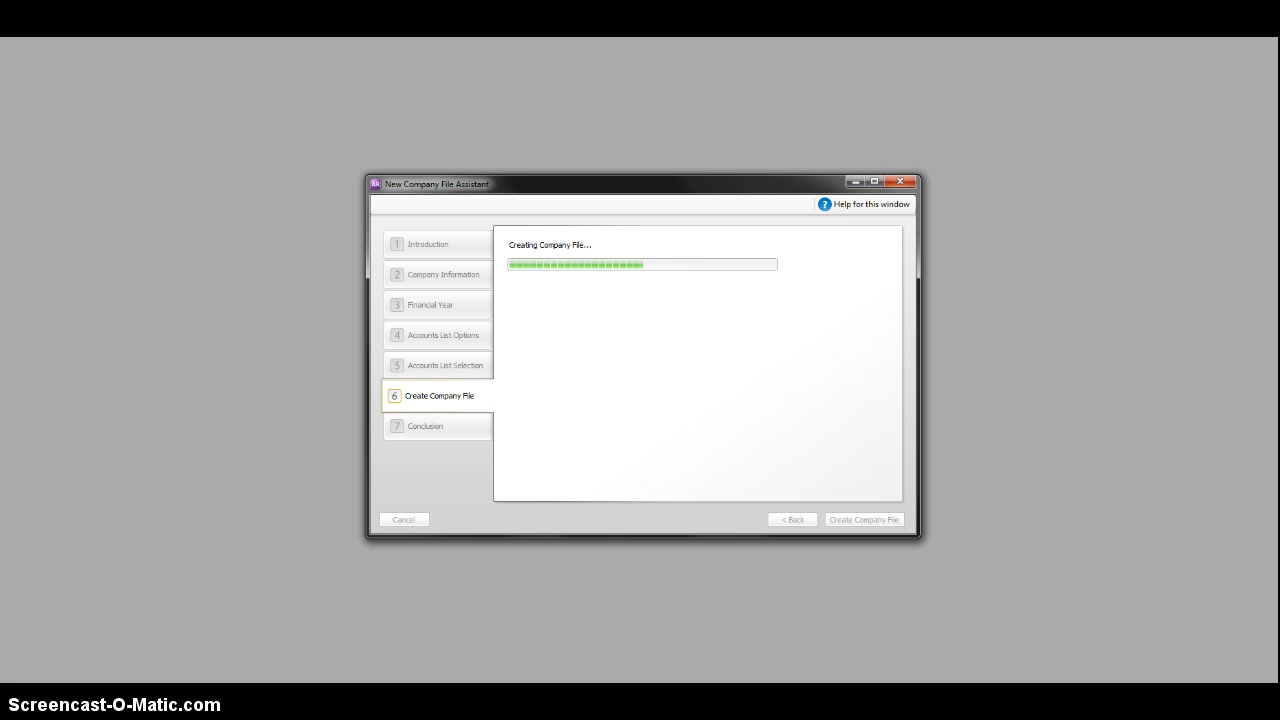 AR New Company File Assistant
? Help for this window
1 Introduction
2 Company Information
3 Financial Year
4 Accounts List Options
5 Accounts List Selection
6 Create Company File
7 Conclusion
Creating Company File...
Cancel
< Back
Create Company File
Screencast-O-Matic.com